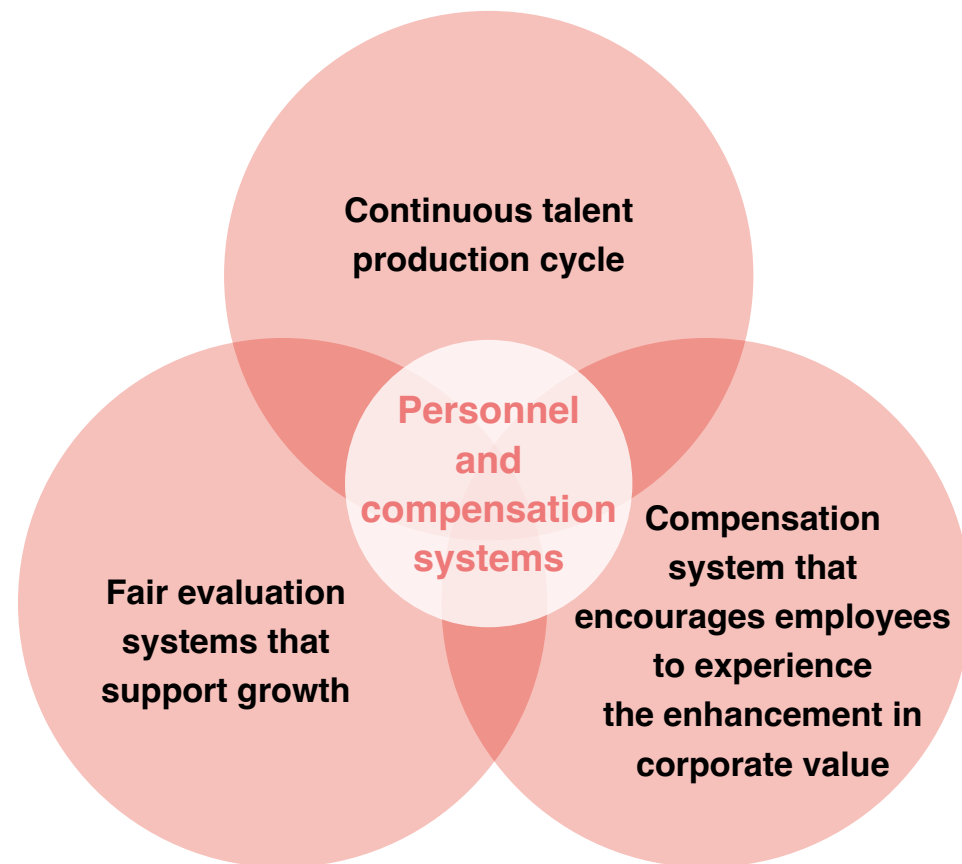 Continuous talent
production cycle
Personnel
and
compensation
systems
Fair evaluation
systems that
support growth
Compensation
system that
encourages employees
to experience
the enhancement in
corporate value